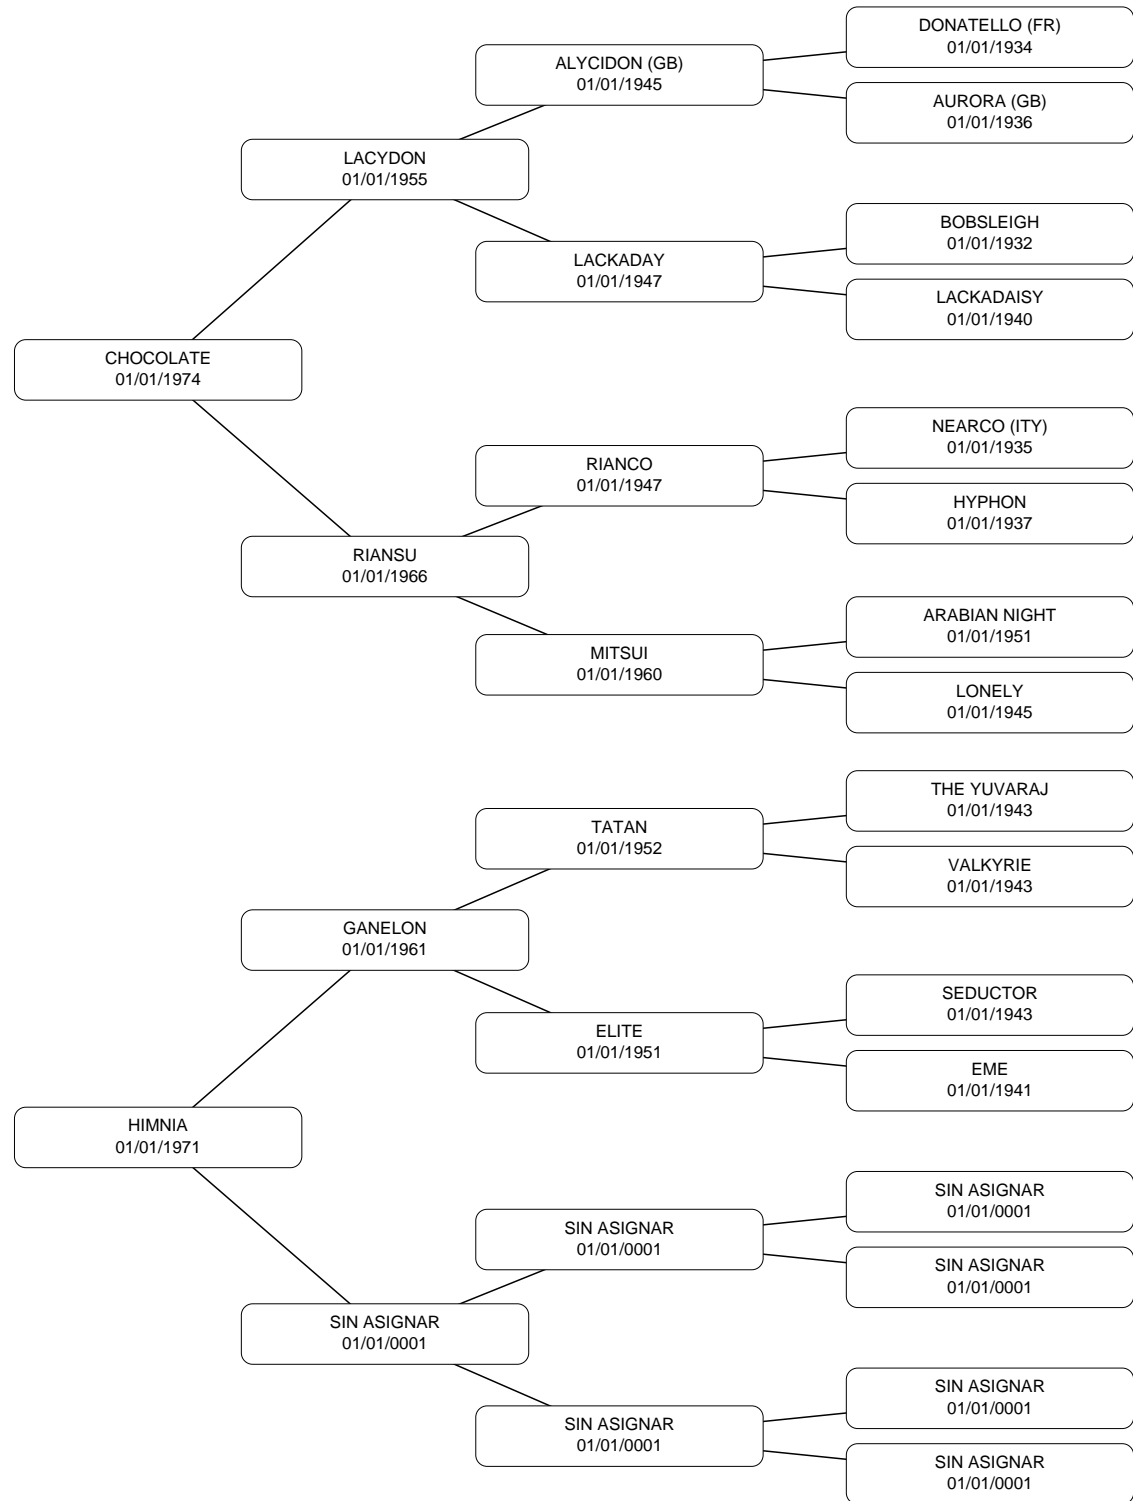 DONATELLO (FR)
01/01/1934
ALYCIDON (GB)
01/01/1945
AURORA (GB)
01/01/1936
LACYDON
01/01/1955
BOBSLEIGH
01/01/1932
LACKADAY
01/01/1947
LACKADAISY
01/01/1940
CHOCOLATE
01/01/1974
NEARCO (ITY)
01/01/1935
RIANCO
01/01/1947
HYPHON
01/01/1937
RIANSU
01/01/1966
ARABIAN NIGHT
01/01/1951
MITSUI
01/01/1960
LONELY
01/01/1945
THE YUVARAJ
01/01/1943
TATAN
01/01/1952
VALKYRIE
01/01/1943
GANELON
01/01/1961
SEDUCTOR
01/01/1943
ELITE
01/01/1951
EME
01/01/1941
HIMNIA
01/01/1971
SIN ASIGNAR
01/01/0001
SIN ASIGNAR
01/01/0001
SIN ASIGNAR
01/01/0001
SIN ASIGNAR
01/01/0001
SIN ASIGNAR
01/01/0001
SIN ASIGNAR
01/01/0001
SIN ASIGNAR
01/01/0001